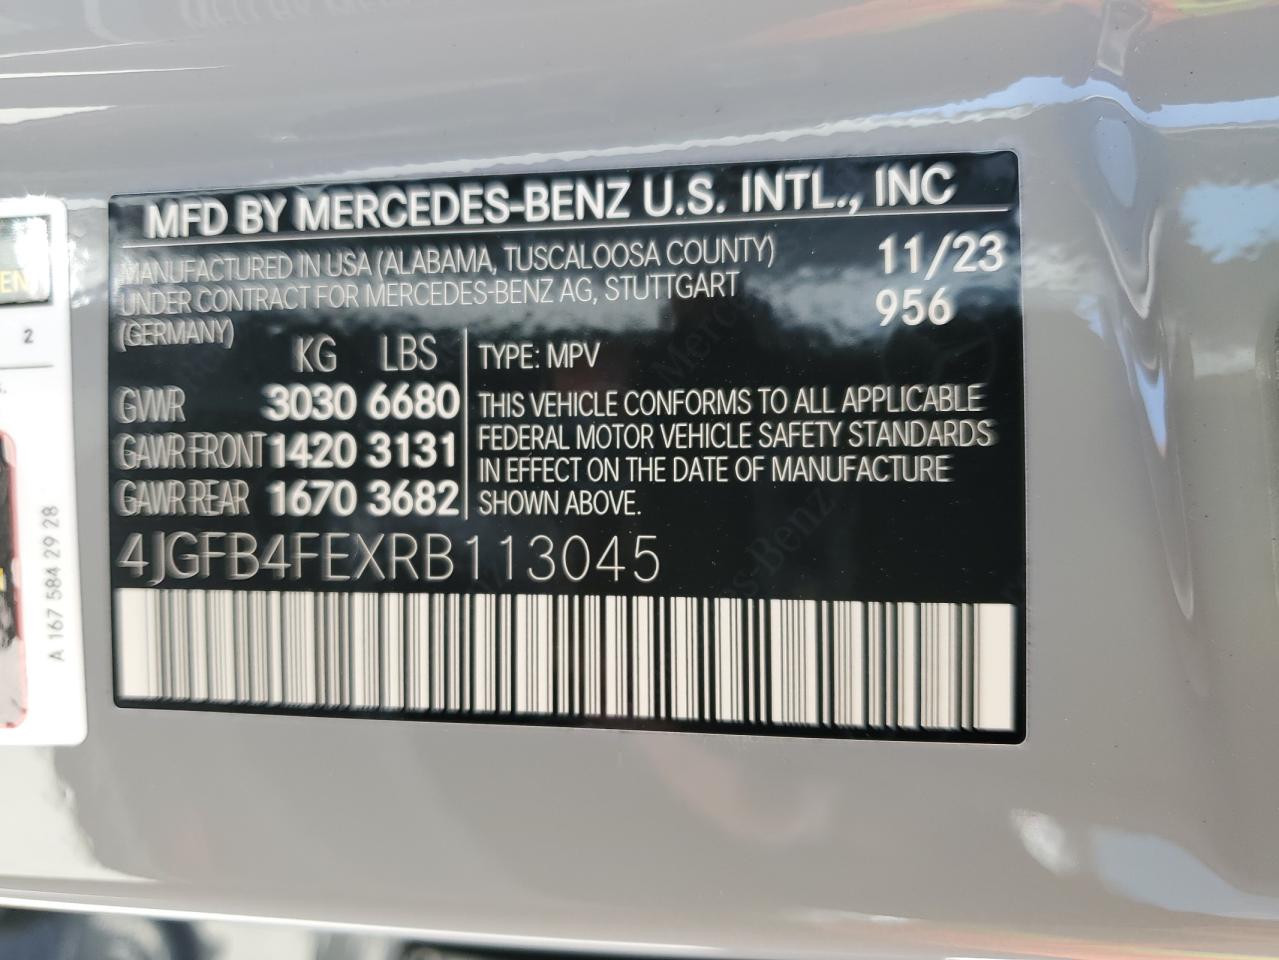 MFD BY MERCEDES-BENZ U.S. INTL., INC
MANUFACTURED IN USA (ALABAMA, TUSCALOOSA COUNTY) 11/23
UNDER CONTRACT FOR MERCEDES-BENZ AG, STUTTGART 956
(GERMANY)
KG LBS
GVWR 3030 6680
GAWR FRONT 1420 3131
GAWR REAR 1670 3682
TYPE: MPV
THIS VEHICLE CONFORMS TO ALL APPLICABLE
FEDERAL MOTOR VEHICLE SAFETY STANDARDS
IN EFFECT ON THE DATE OF MANUFACTURE
SHOWN ABOVE.
4JGFB4FEXRB113045
2
A 167 584 29 28